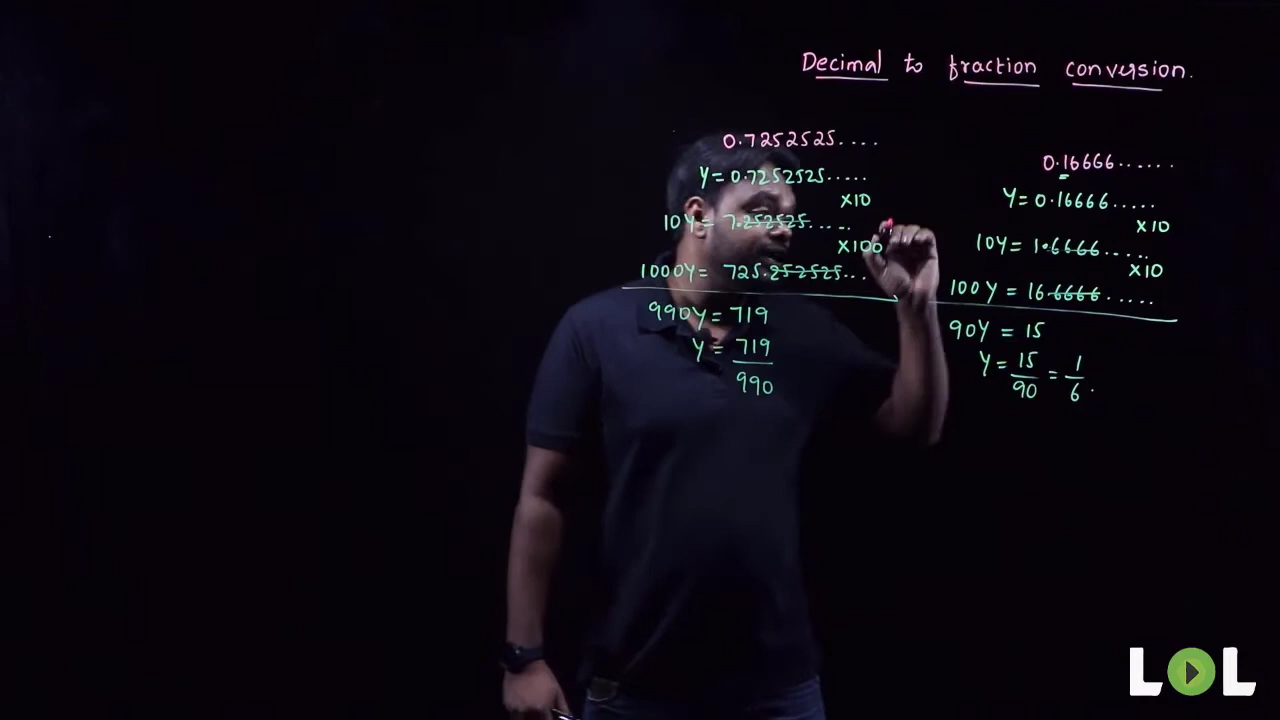 Decimal to fraction conversion.
0.7252525....
Y = 0.7252525.....
X10
10Y = 7.252525.....
X100
1000Y = 725.252525...
990Y = 719
Y = 719
990
0.16666......
Y = 0.16666.....
X10
10Y = 1.6666.....
X10
100Y = 16.6666.....
90Y = 15
Y = 15 = 1
90 6.
LOL